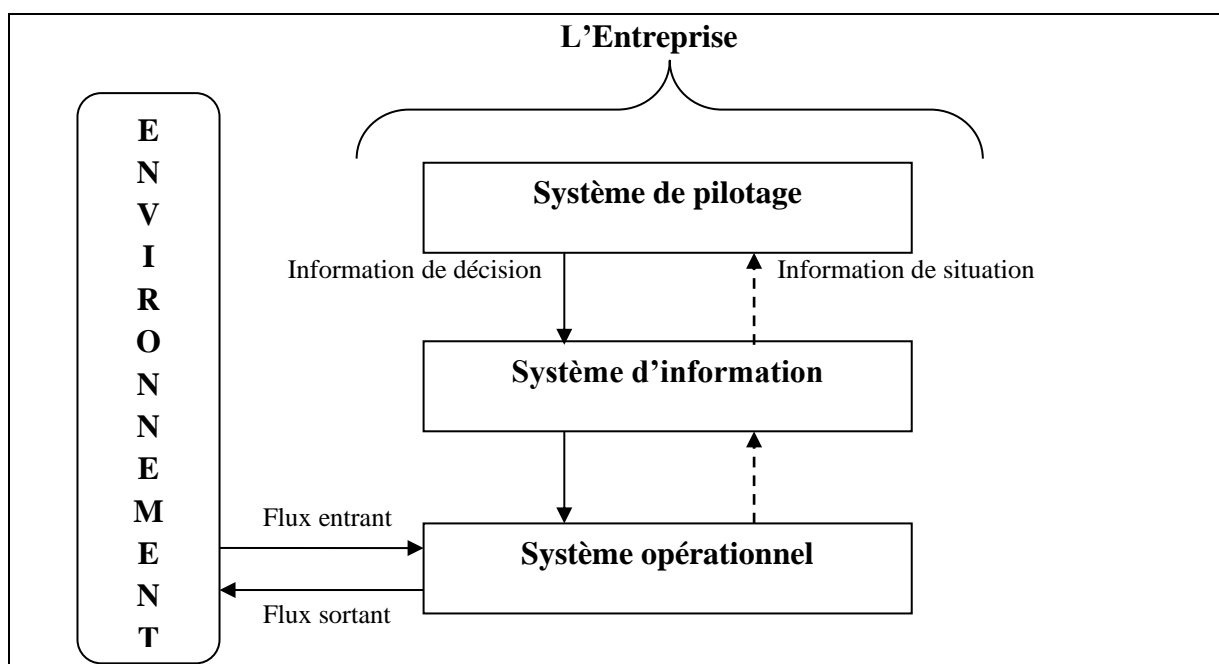 L'Entreprise
E
N
V
I
R
O
N
N
E
M
E
N
T
Système de pilotage
Information de décision
Information de situation
Système d'information
Flux entrant
Système opérationnel
Flux sortant